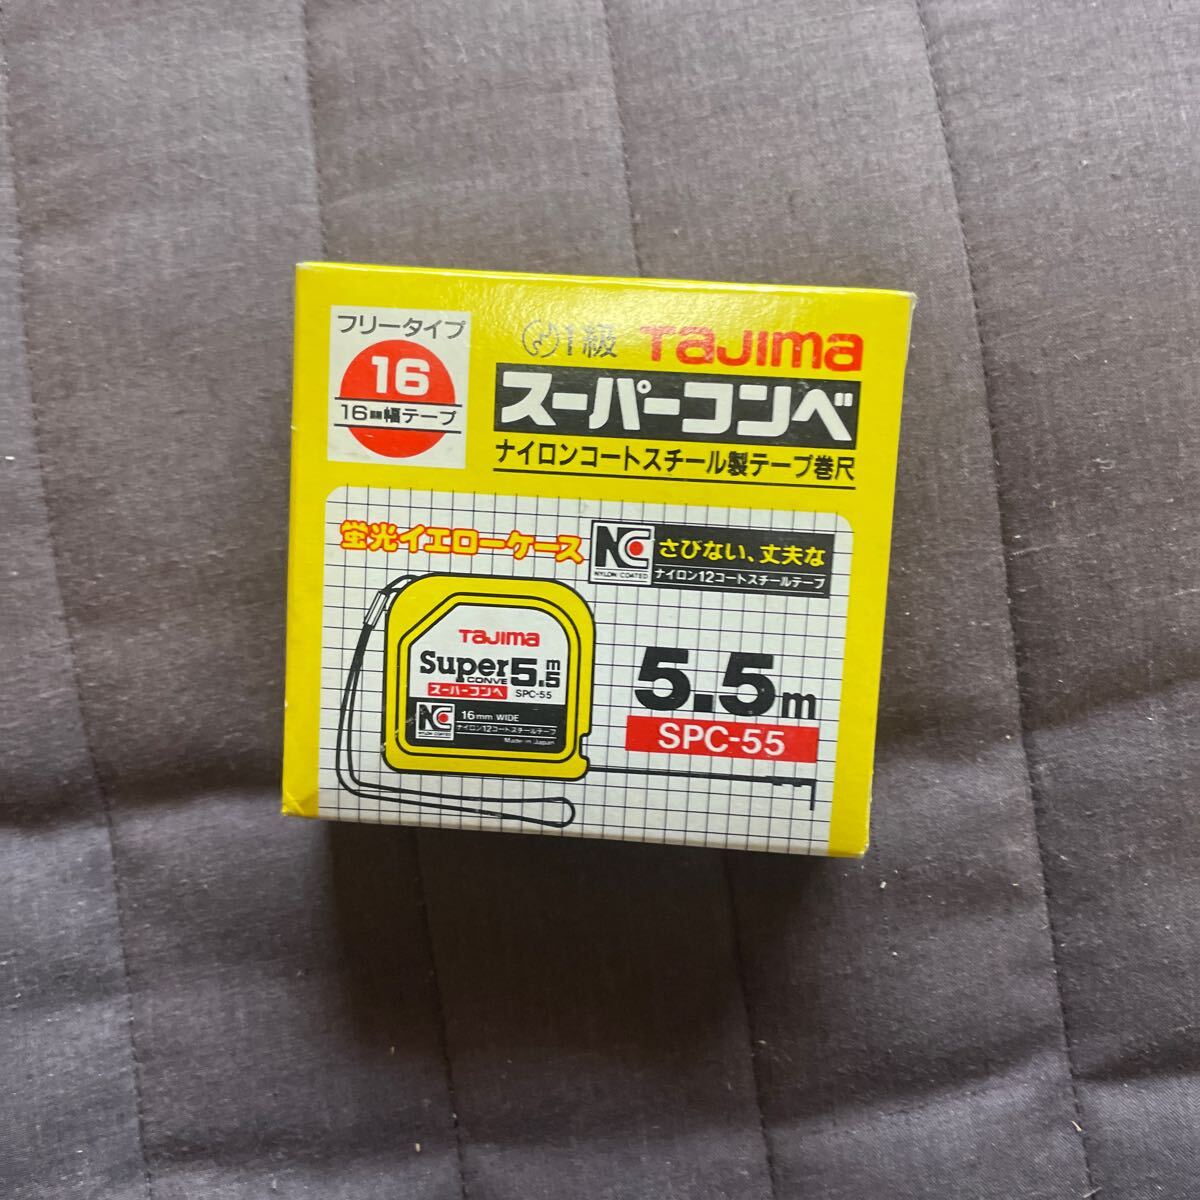 フリータイプ
16
16mm幅テープ
1級 TaJIma
スーパーコンベ
ナイロンコートスチール製テープ巻尺
蛍光イエローケース
NC
NYLON COATED
さびない、丈夫な
ナイロン12コートスチールテープ
TaJIma
Super 5.5m
CONVE
スーパーコンベ SPC-55
NC
NYLON COATED
16mm WIDE
ナイロン12コートスチールテープ
Made in Japan
5.5m
SPC-55